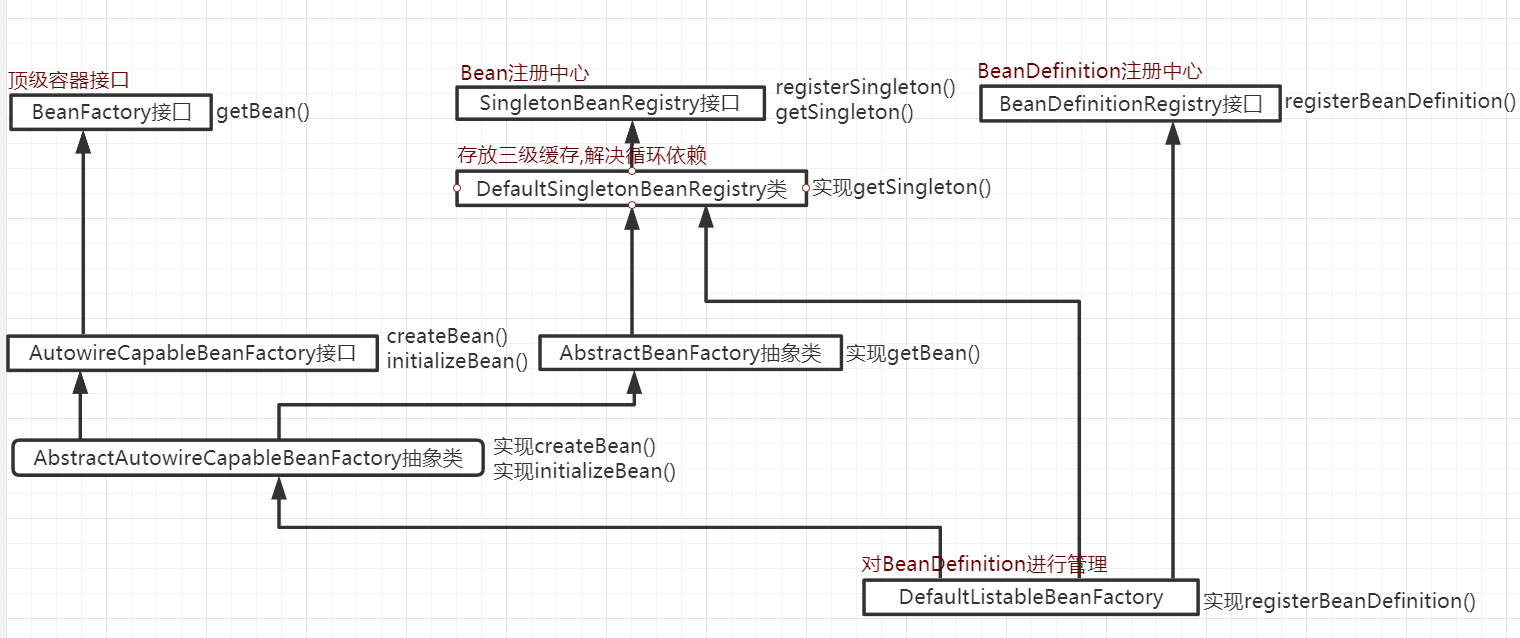 顶级容器接口
BeanFactory接口
getBean()
Bean注册中心
SingletonBeanRegistry接口
registerSingleton()
getSingleton()
BeanDefinition注册中心
BeanDefinitionRegistry接口
registerBeanDefinition()
存放三级缓存,解决循环依赖
DefaultSingletonBeanRegistry类
实现getSingleton()
AutowireCapableBeanFactory接口
createBean()
initializeBean()
AbstractBeanFactory抽象类
实现getBean()
AbstractAutowireCapableBeanFactory抽象类
实现createBean()
实现initializeBean()
对BeanDefinition进行管理
DefaultListableBeanFactory
实现registerBeanDefinition()